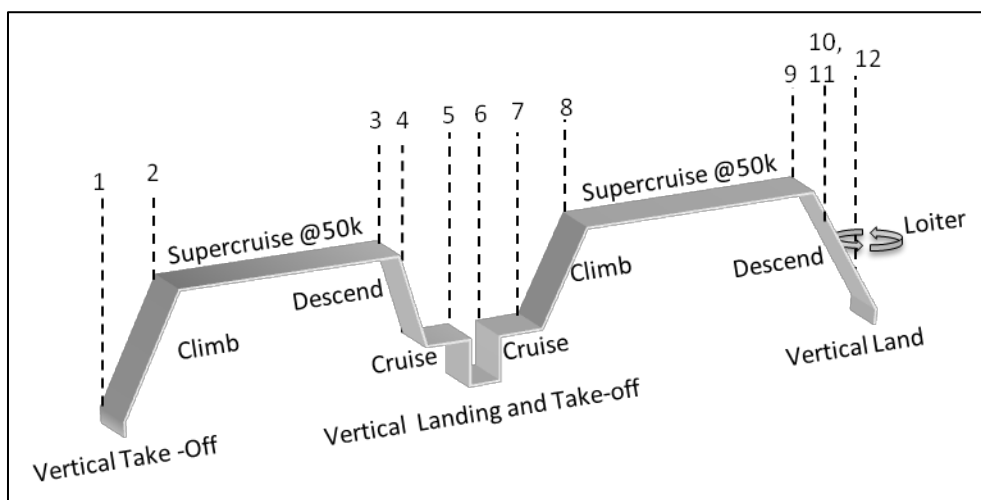 10,
1 2 3 4 5 6 7 8 9 11 12
Supercruise @50k
Supercruise @50k
Loiter
Descend
Climb
Descend
Climb
Cruise
Cruise
Vertical Land
Vertical Landing and Take-off
Vertical Take -Off